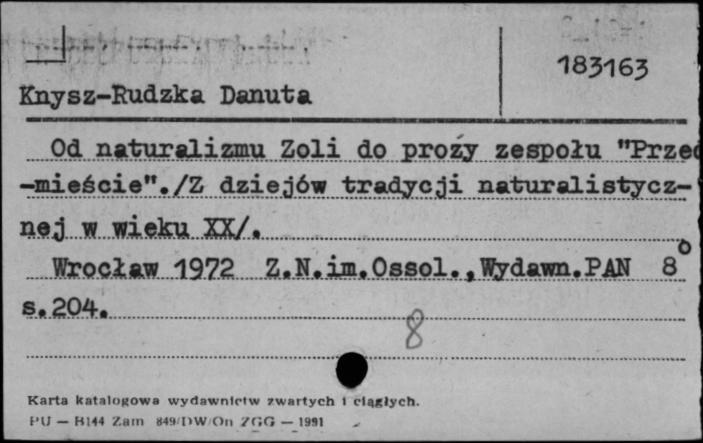 183163
Knysz-Rudzka Danuta
Od naturalizmu Zoli do prozy zespołu "Przed
-mieście"./Z dziejów tradycji naturalistycz-
nej w wieku XX/.
Wrocław 1972 Z.N.im.Ossol.,Wydawn.PAN 8°
s.204.
8
Karta katalogowa wydawnictw zwartych i ciągłych.
PU — B144 Zam 849/DW/On ZGG — 1991